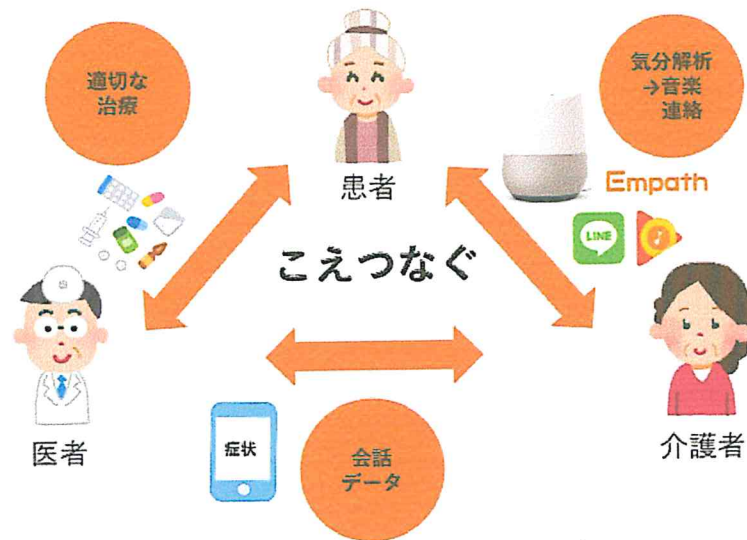 適切な
治療
気分解析
→音楽
連絡
患者
Empath
LINE
こえつなぐ
医者
症状
会話
データ
介護者